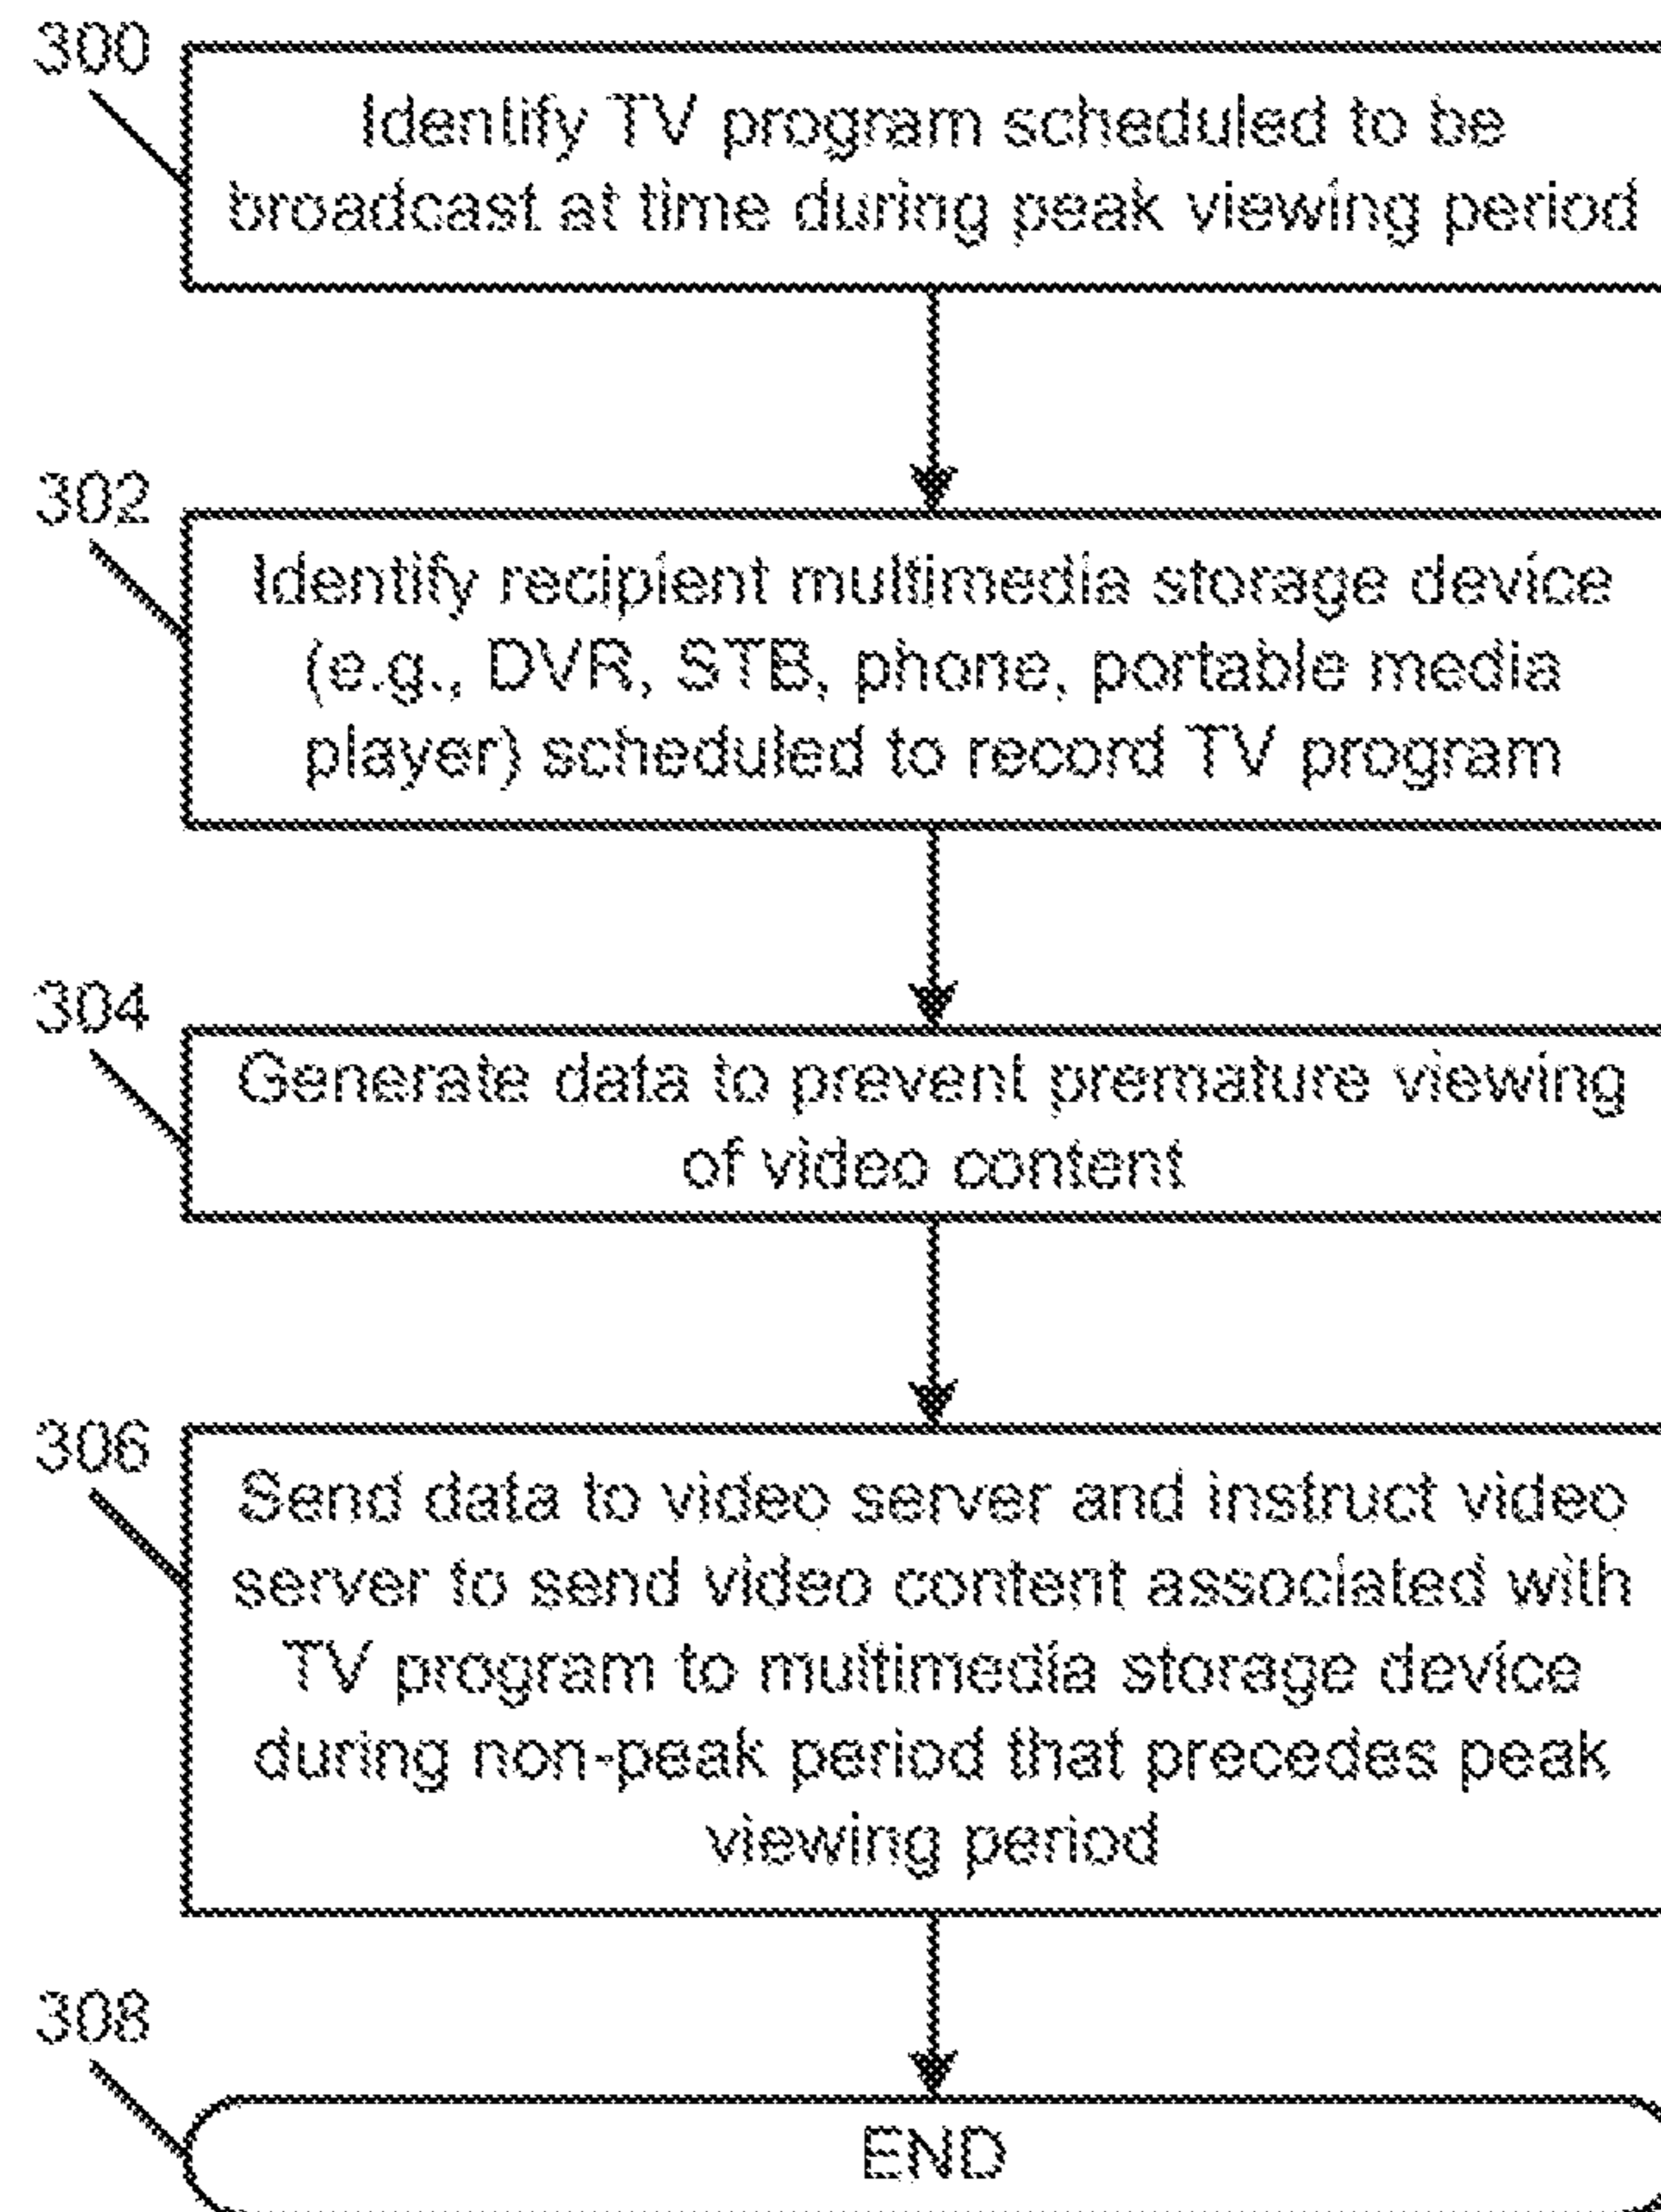 300
Identify TV program scheduled to be
broadcast at time during peak viewing period
302
Identify recipient multimedia storage device
(e.g., DVR, STB, phone, portable media
player) scheduled to record TV program
304
Generate data to prevent premature viewing
of video content
306
Send data to video server and instruct video
server to send video content associated with
TV program to multimedia storage device
during non-peak period that precedes peak
viewing period
308
END